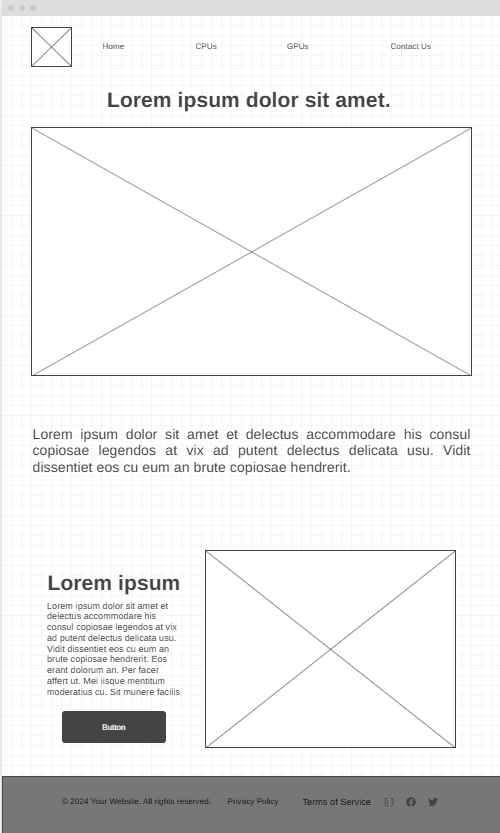 Home CPUs GPUs Contact Us
Lorem ipsum dolor sit amet.
Lorem ipsum dolor sit amet et delectus accommodare his consul
copiosae legendos at vix ad putent delectus delicata usu. Vidit
dissentiet eos cu eum an brute copiosae hendrerit.
Lorem ipsum
Lorem ipsum dolor sit amet et
delectus accommodare his
consul copiosae legendos at vix
ad putent delectus delicata usu.
Vidit dissentiet eos cu eum an
brute copiosae hendrerit. Eos
erant dolorum an. Per facer
affert ut. Mei iisque mentitum
moderatius cu. Sit munere facilis
Button
© 2024 Your Website. All rights reserved. Privacy Policy Terms of Service